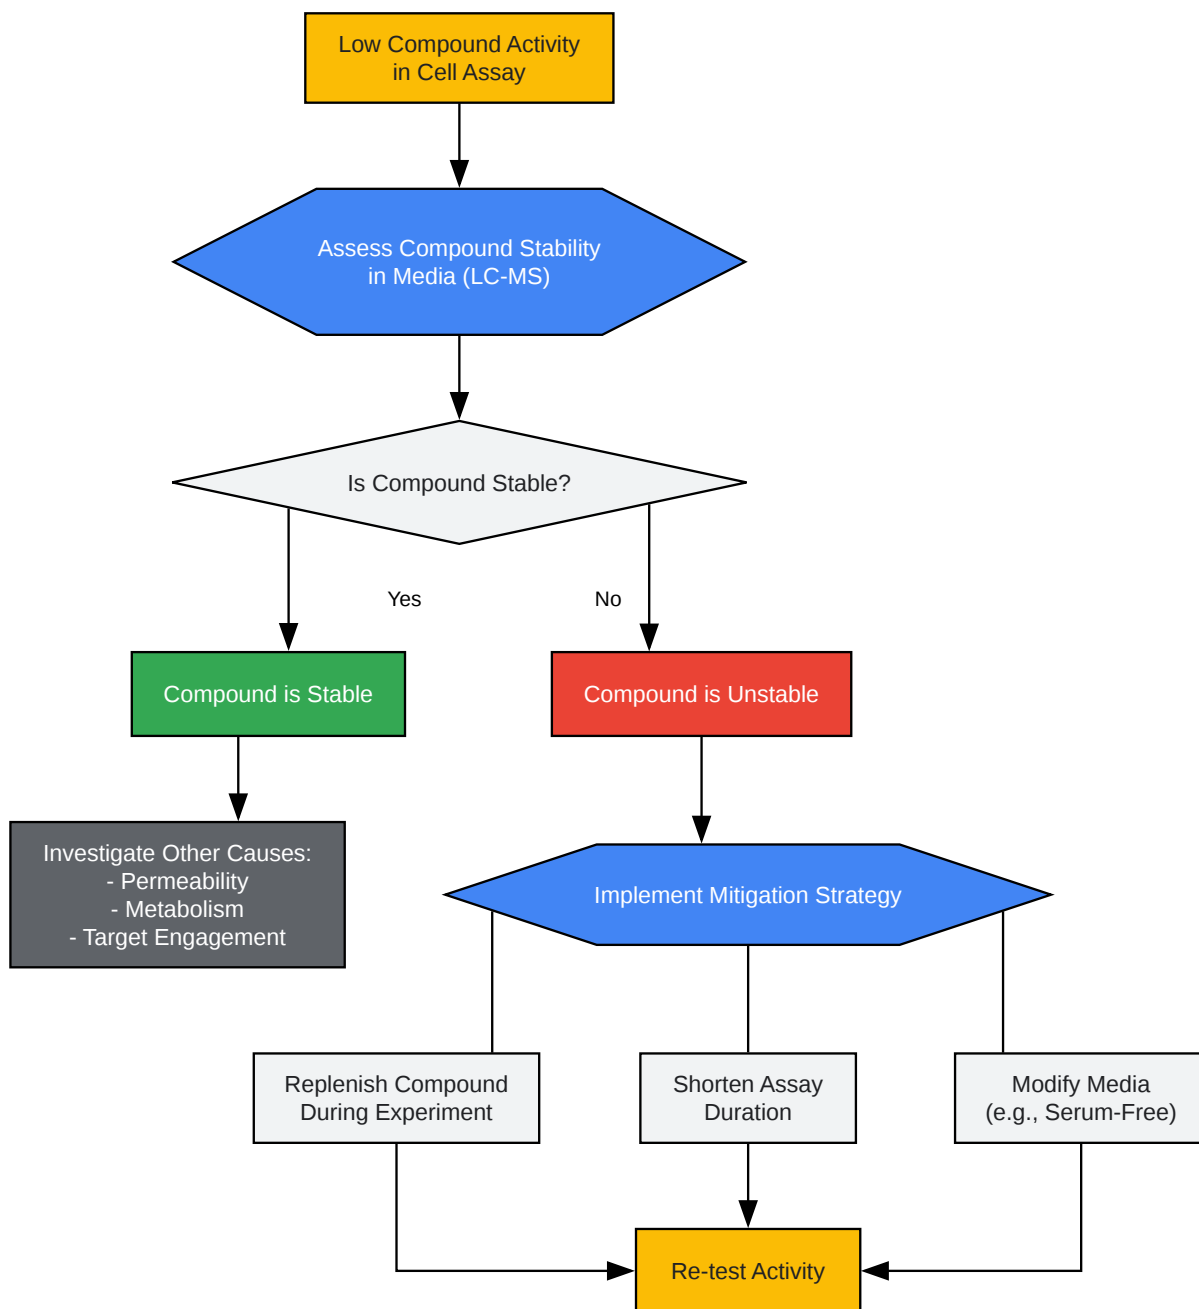 Low Compound Activity
in Cell Assay
Assess Compound Stability
in Media (LC-MS)
Is Compound Stable?
Yes
No
Compound is Stable
Compound is Unstable
Investigate Other Causes:
- Permeability
- Metabolism
- Target Engagement
Implement Mitigation Strategy
Replenish Compound
During Experiment
Shorten Assay
Duration
Modify Media
(e.g., Serum-Free)
Re-test Activity